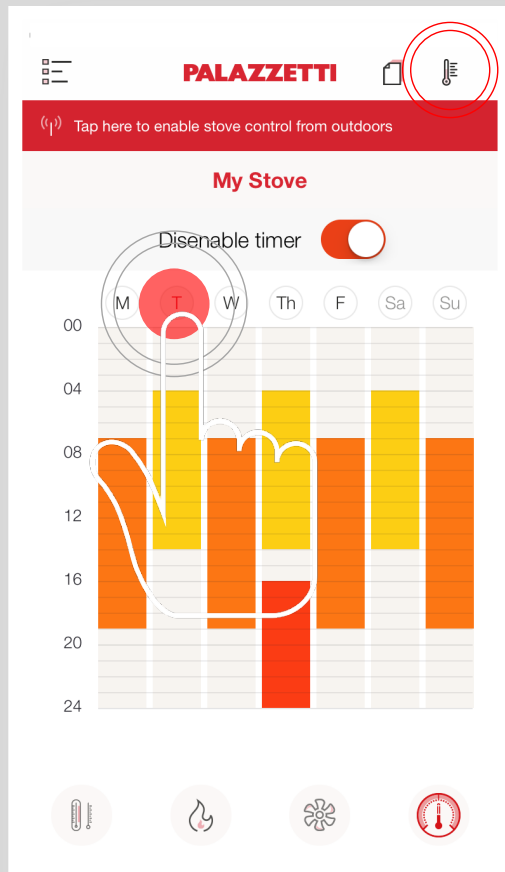 PALAZZETTI
Tap here to enable stove control from outdoors
My Stove
Disenable timer
M T W Th F Sa Su
00
04
08
12
16
20
24